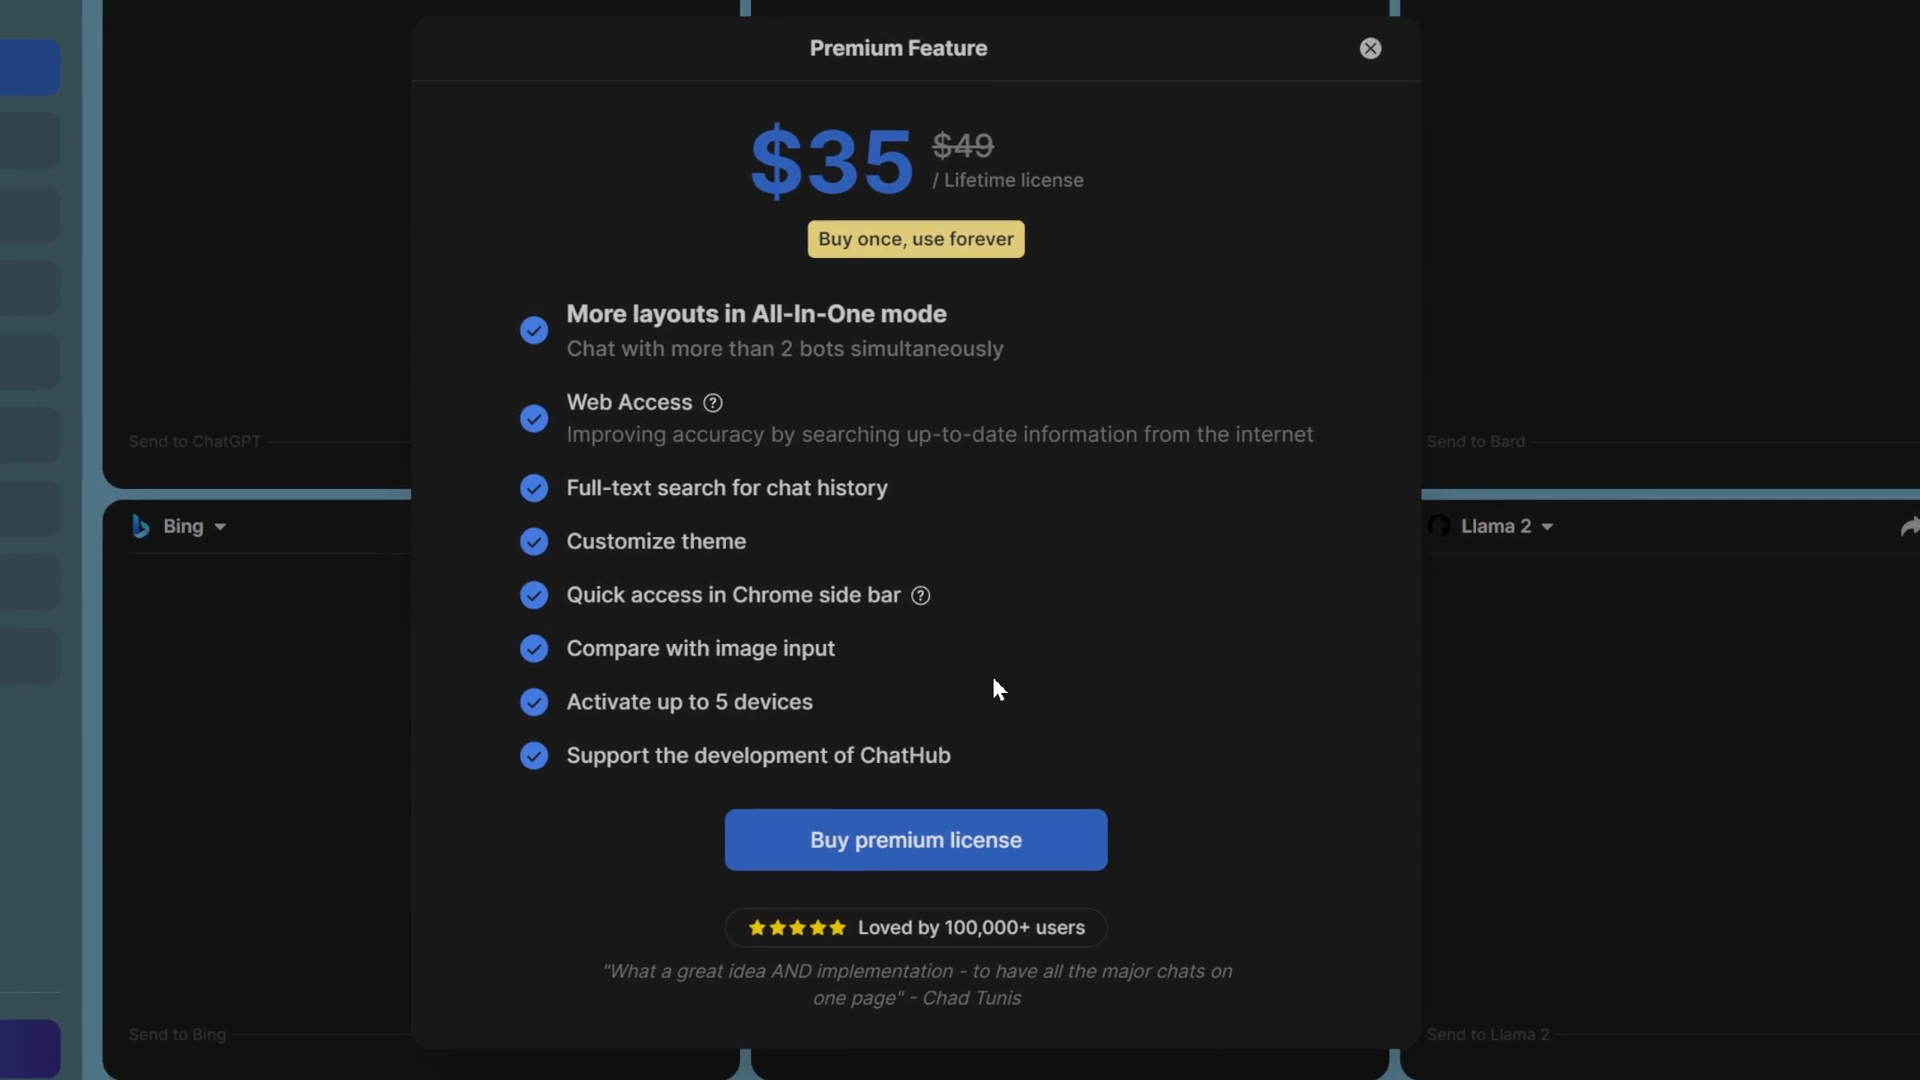 Premium Feature
$35
$49
/ Lifetime license
Buy once, use forever
More layouts in All-In-One mode
Chat with more than 2 bots simultaneously
Web Access
Improving accuracy by searching up-to-date information from the internet
Full-text search for chat history
Customize theme
Quick access in Chrome side bar
Compare with image input
Activate up to 5 devices
Support the development of ChatHub
Buy premium license
Loved by 100,000+ users
"What a great idea AND implementation - to have all the major chats on
one page" - Chad Tunis
Send to ChatGPT
Send to Bard
Bing
Llama 2
Send to Bing
Send to Llama 2